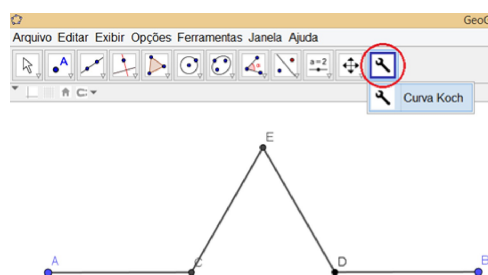 GeoG
Arquivo Editar Exibir Opções Ferramentas Janela Ajuda
A
a=2
Curva Koch
E
A
C
D
B